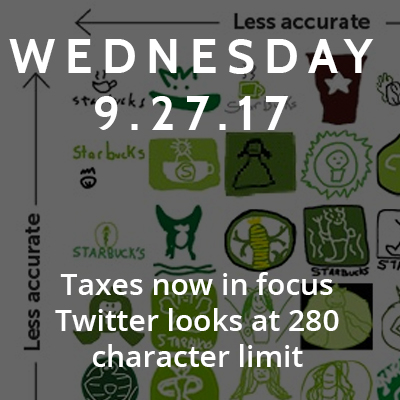 Less accurate
WEDNESDAY
9.27.17
starbucks
Starbucks
STARBUCK'S
STARBUCKS
Less accurate
Taxes now in focus
Twitter looks at 280
character limit